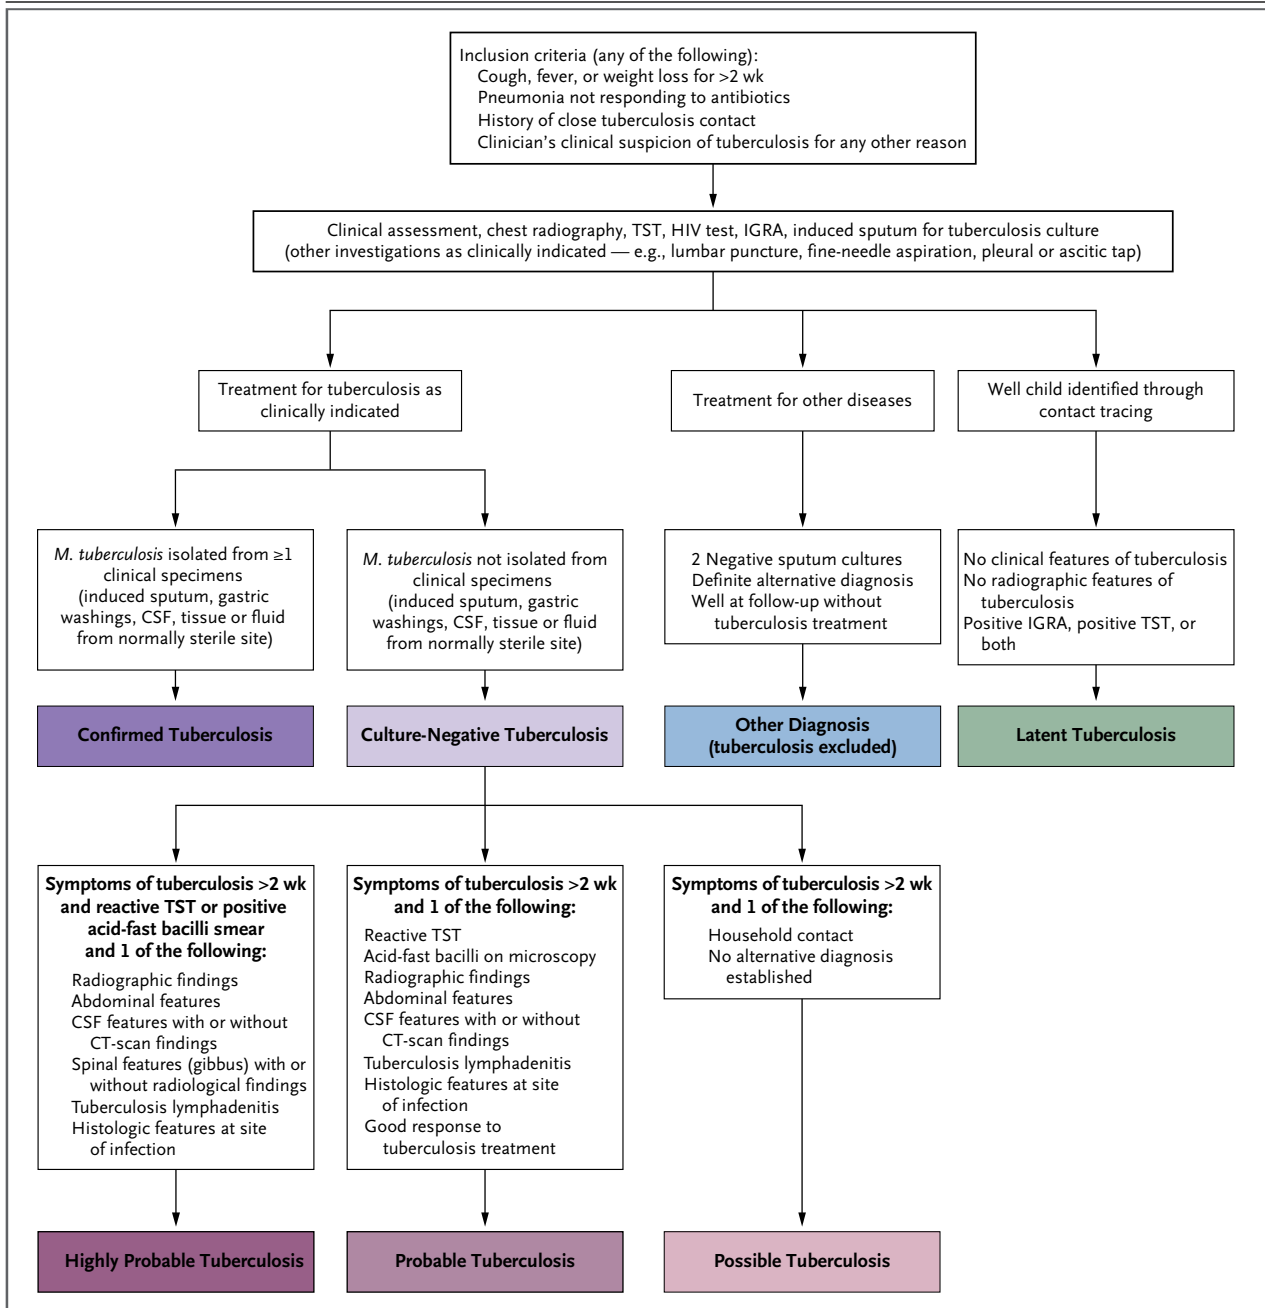 Inclusion criteria (any of the following):
Cough, fever, or weight loss for >2 wk
Pneumonia not responding to antibiotics
History of close tuberculosis contact
Clinician’s clinical suspicion of tuberculosis for any other reason
Clinical assessment, chest radiography, TST, HIV test, IGRA, induced sputum for tuberculosis culture
(other investigations as clinically indicated — e.g., lumbar puncture, fine-needle aspiration, pleural or ascitic tap)
Treatment for tuberculosis as
clinically indicated
Treatment for other diseases
Well child identified through
contact tracing
M. tuberculosis isolated from ≥1
clinical specimens
(induced sputum, gastric
washings, CSF, tissue or fluid
from normally sterile site)
M. tuberculosis not isolated from
clinical specimens
(induced sputum, gastric
washings, CSF, tissue or fluid
from normally sterile site)
2 Negative sputum cultures
Definite alternative diagnosis
Well at follow-up without
tuberculosis treatment
No clinical features of tuberculosis
No radiographic features of
tuberculosis
Positive IGRA, positive TST, or
both
Confirmed Tuberculosis
Culture-Negative Tuberculosis
Other Diagnosis
(tuberculosis excluded)
Latent Tuberculosis
Symptoms of tuberculosis >2 wk
and reactive TST or positive
acid-fast bacilli smear
and 1 of the following:
Radiographic findings
Abdominal features
CSF features with or without
CT-scan findings
Spinal features (gibbus) with or
without radiological findings
Tuberculosis lymphadenitis
Histologic features at site
of infection
Symptoms of tuberculosis >2 wk
and 1 of the following:
Reactive TST
Acid-fast bacilli on microscopy
Radiographic findings
Abdominal features
CSF features with or without
CT-scan findings
Tuberculosis lymphadenitis
Histologic features at site
of infection
Good response to
tuberculosis treatment
Symptoms of tuberculosis >2 wk
and 1 of the following:
Household contact
No alternative diagnosis
established
Highly Probable Tuberculosis
Probable Tuberculosis
Possible Tuberculosis